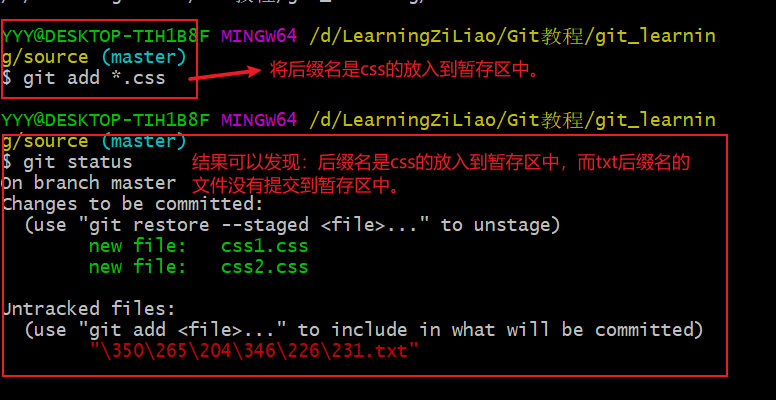 YYY@DESKTOP-TIH1B8F MINGW64 /d/LearningZiLiao/Git教程/git_learnin
g/source (master)
$ git add *.css
将后缀名是css的放入到暂存区中。
YYY@DESKTOP-TIH1B8F MINGW64 /d/LearningZiLiao/Git教程/git_learnin
g/source (master)
$ git status
结果可以发现：后缀名是css的放入到暂存区中，而txt后缀名的
文件没有提交到暂存区中。
On branch master
Changes to be committed:
(use "git restore --staged <file>..." to unstage)
new file:   css1.css
new file:   css2.css
Untracked files:
(use "git add <file>..." to include in what will be committed)
"\350\265\204\346\226\231.txt"